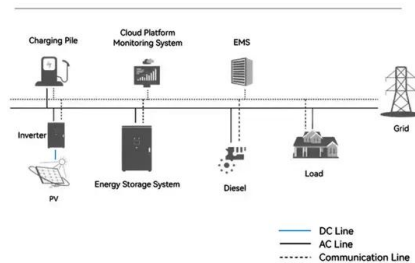 Charging Pile
Cloud Platform
Monitoring System
EMS
Grid
Inverter
PV
Energy Storage System
Diesel
Load
DC Line
AC Line
Communication Line